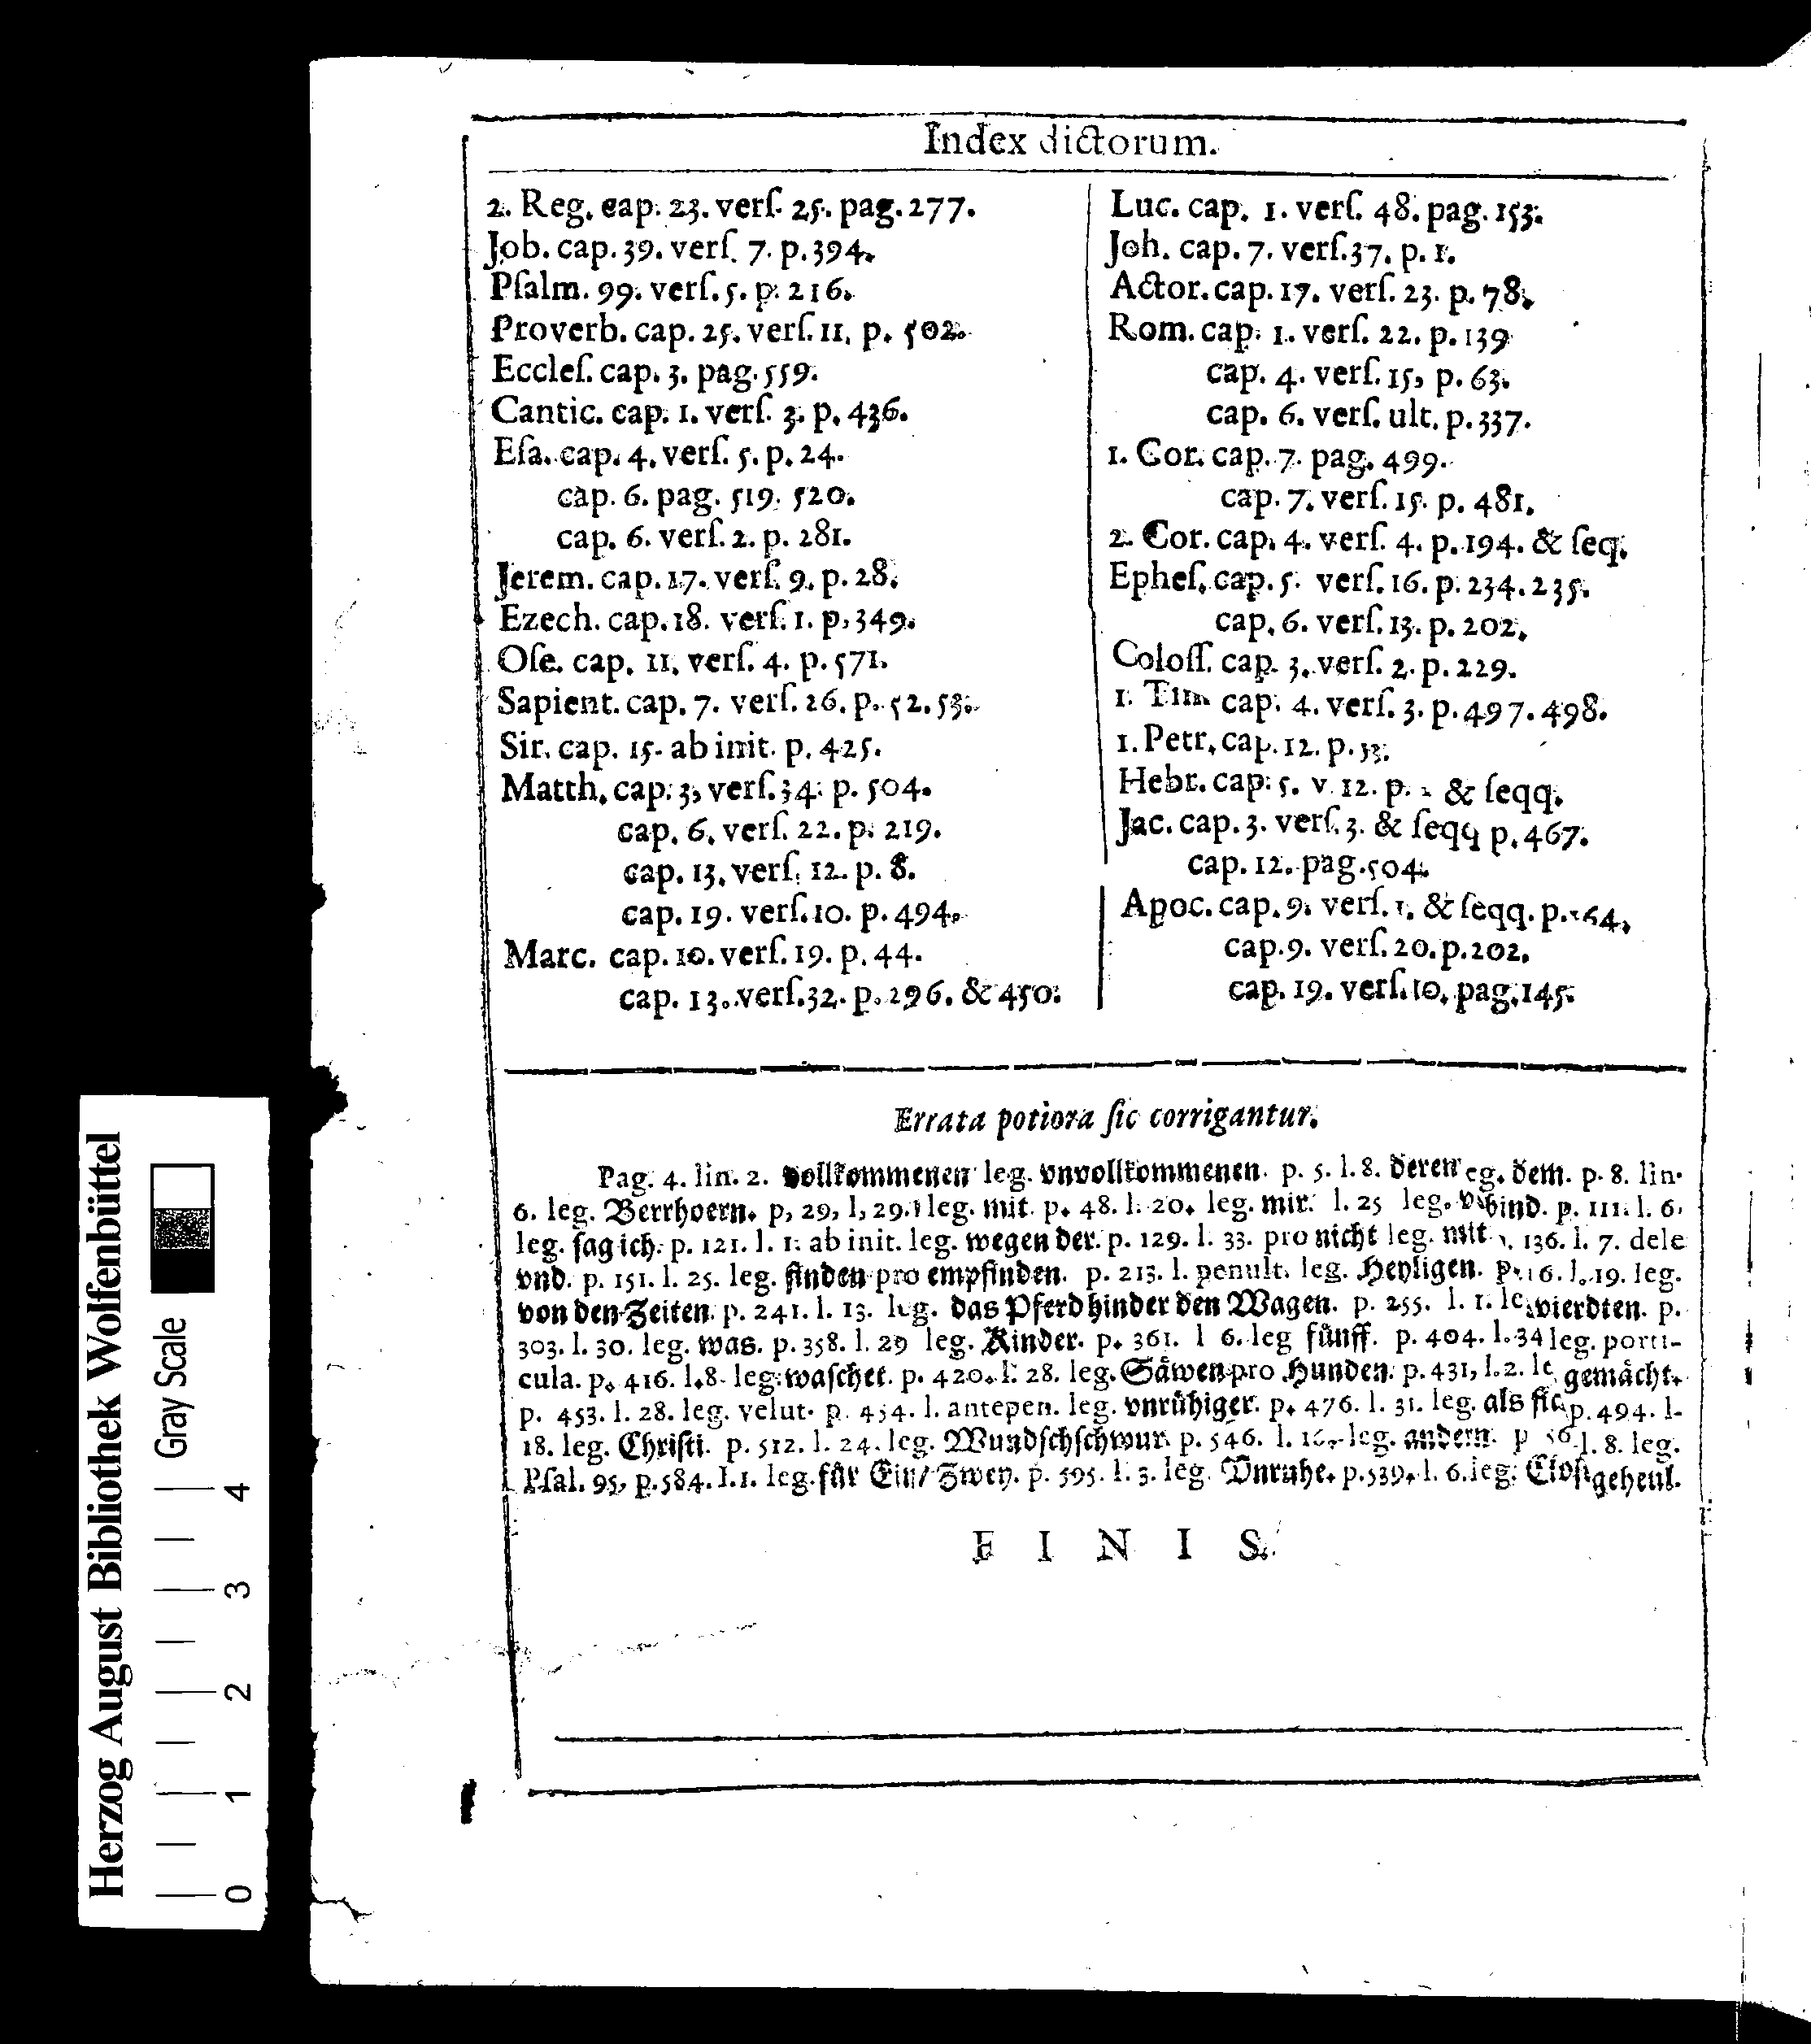 Index dictorum.
2. Reg. cap. 23. verſ. 25. pag. 277.
Job. cap. 39. verſ. 7. p. 394.
Pſalm. 99. verſ. 5. p. 216.
Proverb. cap. 25. verſ. 11. p. 502.
Eccleſ. cap. 3. pag. 559.
Cantic. cap. 1. verſ. 3. p. 436.
Eſa. cap. 4. verſ. 5. p. 24.
cap. 6. pag. 519. 520.
cap. 6. verſ. 2. p. 281.
Jerem. cap. 17. verſ. 9. p. 28.
Ezech. cap. 18. verſ. 1. p. 349.
Oſe. cap. 11. verſ. 4. p. 571.
Sapient. cap. 7. verſ. 26. p. 52. 53.
Sir. cap. 15. ab init. p. 425.
Matth. cap. 3, verſ. 34. p. 504.
cap. 6. verſ. 22. p. 219.
cap. 13. verſ. 12. p. 8.
cap. 19. verſ. 10. p. 494.
Marc. cap. 10. verſ. 19. p. 44.
cap. 13. verſ. 32. p. 296. & 450.
Luc. cap. 1. verſ. 48. pag. 153.
Joh. cap. 7. verſ. 37. p. 1.
Actor. cap. 17. verſ. 23. p. 78.
Rom. cap. 1. verſ. 22. p. 139
cap. 4. verſ. 15, p. 63.
cap. 6. verſ. ult. p. 337.
1. Cor. cap. 7. pag. 499.
cap. 7. verſ. 15. p. 481.
2. Cor. cap. 4. verſ. 4. p. 194. & ſeq.
Epheſ. cap. 5. verſ. 16. p. 234. 235.
cap. 6. verſ. 13. p. 202.
Coloſſ. cap. 3. verſ. 2. p. 229.
1. Tim cap. 4. verſ. 3. p. 497. 498.
1. Petr. cap. 12. p. 53.
Hebr. cap. 5. v. 12. p. & ſeqq.
Jac. cap. 3. verſ. 3. & ſeqq p. 467.
cap. 12. pag. 504.
Apoc. cap. 9. verſ. 1. & ſeqq. p. 64.
cap. 9. verſ. 20. p. 202.
cap. 19. verſ. 10. pag. 145.
Errata potiora ſic corrigantur.
Pag. 4. lin. 2. vollkommenen leg. vnvollkommenen. p. 5. l. 8. deren eg. dem. p. 8. lin.
6. leg. Berrhoern. p, 29, l, 29. leg. mit. p. 48. l. 20. leg. mir. l. 25 leg. bind. p. 111. l. 6.
leg. ſag ich. p. 121. l. 1. ab init. leg. wegen der. p. 129. l. 33. pro nicht leg. mit 136. l. 7. dele
vnd. p. 151. l. 25. leg. finden pro empfinden. p. 213. l. penult. leg. Heyligen. p. 16. l. 19. leg.
von den Zeiten. p. 241. l. 13. leg. das Pferd hinder den Wagen. p. 255. l. 1. le vierdten. p.
303. l. 30. leg. was. p. 358. l. 29 leg. Kinder. p. 361. l 6. leg fünff. p. 404. l. 34 leg. porti-
cula. p. 416. l. 8. leg. waſchet. p. 420. l. 28. leg. Säwen pro Hunden. p. 431, l. 2. le gemächt.
p. 453. l. 28. leg. velut. p. 454. l. antepen. leg. vnrühiger. p. 476. l. 31. leg. als p. 494. l.
18. leg. Chriſti. p. 512. l. 24. leg. Wundſchſchwur. p. 546. l. leg. andern. p 56 l. 8. leg.
Pſal. 95. p. 584. l. 1. leg. für Ein/ Zwey. p. 595. l. 3. leg. Vnruhe. p. 539. l. 6. leg. geheul.
F I N I S.
Herzog August Bibliothek Wolfenbüttel
Gray Scale
0 1 2 3 4